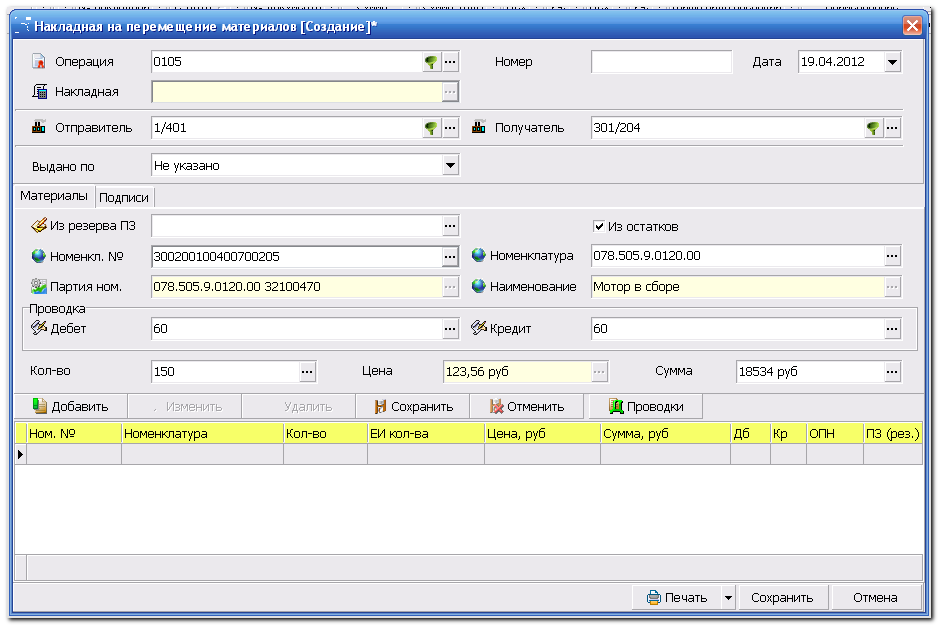 Накладная на перемещение материалов [Создание]*
Операция 0105 ... Номер Дата 19.04.2012
Накладная ...
Отправитель 1/401 ... Получатель 301/204 ...
Выдано по Не указано
Материалы Подписи
Из резерва ПЗ ... Из остатков
Номенкл. № 300200100400700205 ... Номенклатура 078.505.9.0120.00 ...
Партия ном. 078.505.9.0120.00 32100470 ... Наименование Мотор в сборе ...
Проводка
Дебет 60 ... Кредит 60 ...
Кол-во 150 ... Цена 123,56 руб ... Сумма 18534 руб ...
Добавить Изменить Удалить Сохранить Отменить Проводки
Ном. № Номенклатура Кол-во ЕИ кол-ва Цена, руб Сумма, руб Дб Кр ОПН ПЗ (рез.)
Печать Сохранить Отмена